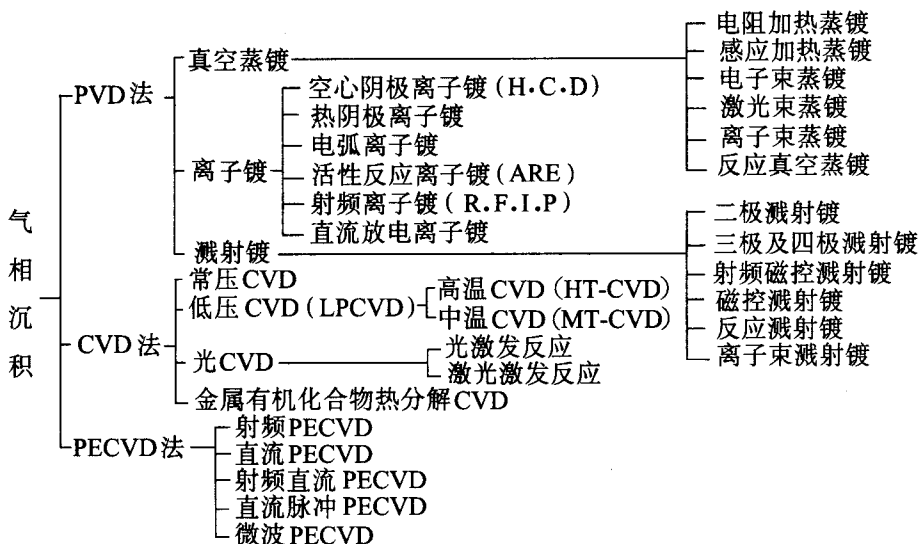 气相沉积
PVD法
真空蒸镀
电阻加热蒸镀
感应加热蒸镀
电子束蒸镀
激光束蒸镀
离子束蒸镀
反应真空蒸镀
离子镀
空心阴极离子镀(H·C·D)
热阴极离子镀
电弧离子镀
活性反应离子镀(ARE)
射频离子镀(R.F.I.P)
直流放电离子镀
溅射镀
二极溅射镀
三极及四极溅射镀
射频磁控溅射镀
磁控溅射镀
反应溅射镀
离子束溅射镀
CVD法
常压CVD
低压CVD(LPCVD)
高温CVD(HT-CVD)
中温CVD(MT-CVD)
光CVD
光激发反应
激光激发反应
金属有机化合物热分解CVD
PECVD法
射频PECVD
直流PECVD
射频直流PECVD
直流脉冲PECVD
微波PECVD